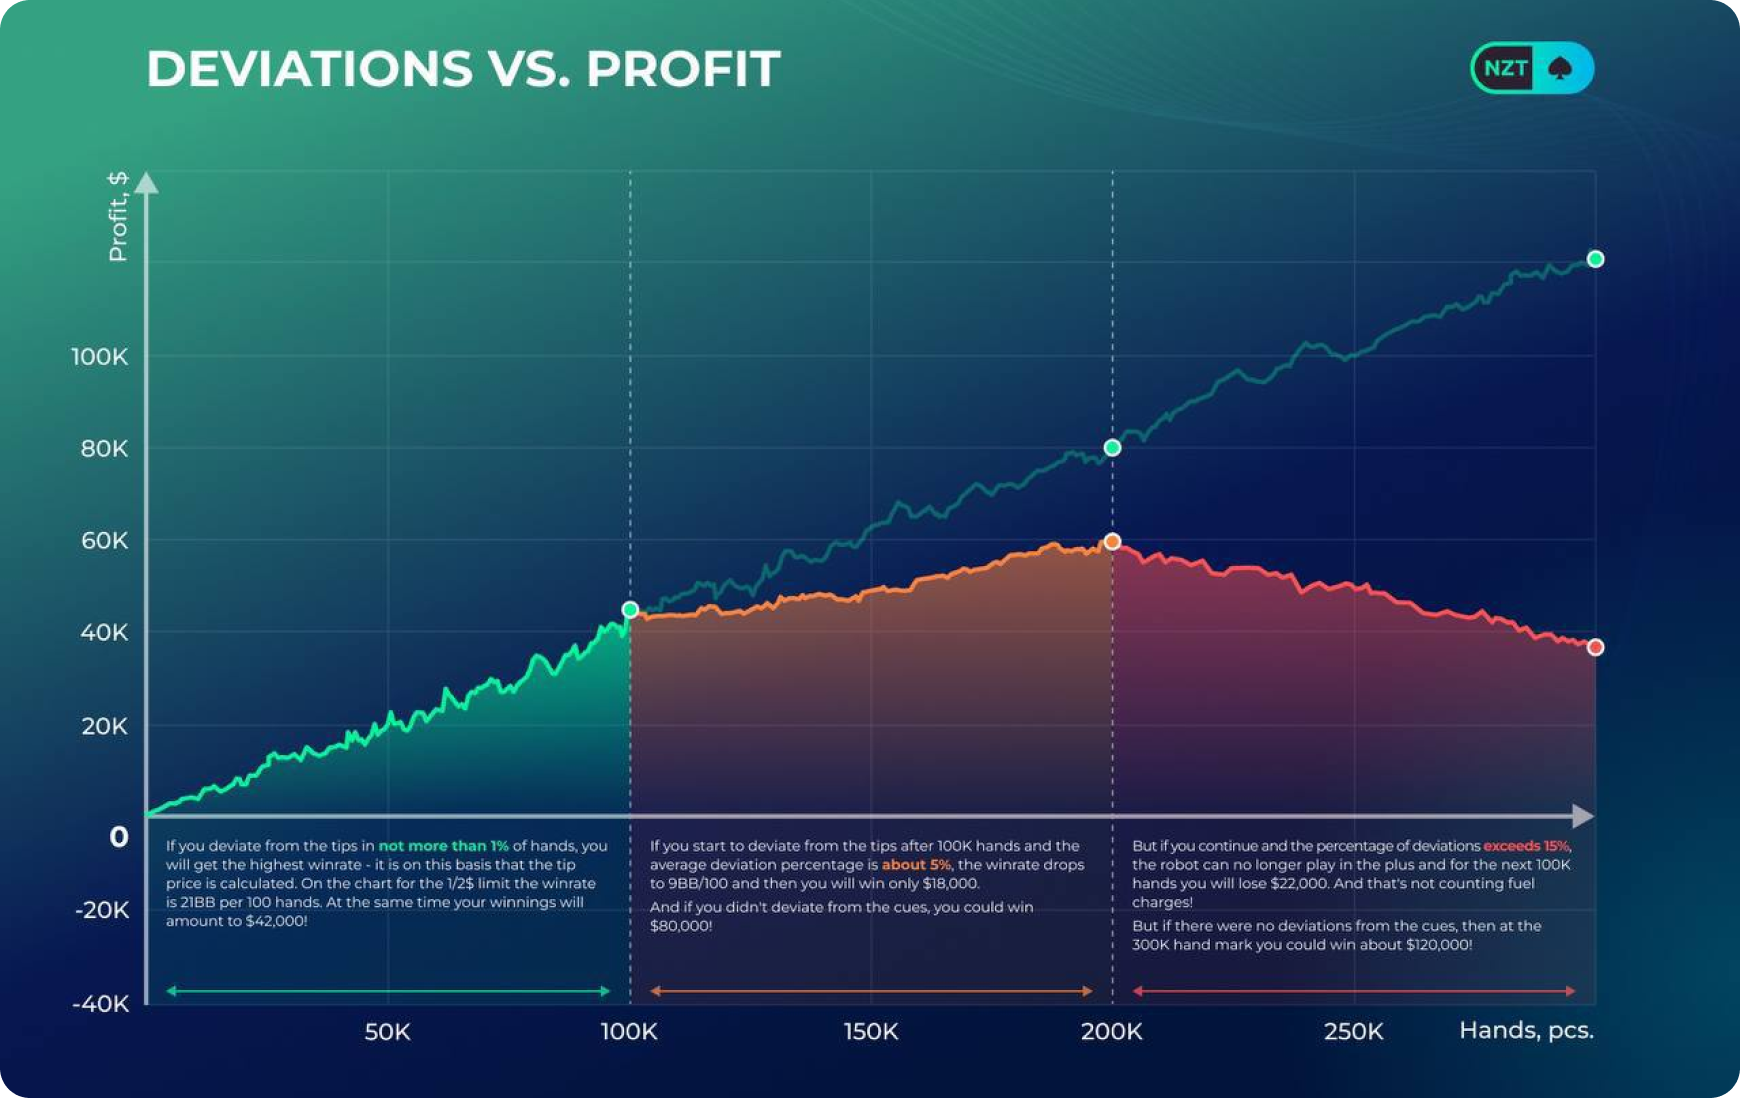 DEVIATIONS VS. PROFIT
NZT
Profit, $
100K
80K
60K
40K
20K
0
-20K
-40K
If you deviate from the tips in not more than 1% of hands, you
will get the highest winrate - it is on this basis that the tip
price is calculated. On the chart for the 1/2$ limit the winrate
is 21BB per 100 hands. At the same time your winnings will
amount to $42,000!
If you start to deviate from the tips after 100K hands and the
average deviation percentage is about 5%, the winrate drops
to 9BB/100 and then you will win only $18,000.
And if you didn't deviate from the cues, you could win
$80,000!
But if you continue and the percentage of deviations exceeds 15%,
the robot can no longer play in the plus and for the next 100K
hands you will lose $22,000. And that's not counting fuel
charges!
But if there were no deviations from the cues, then at the
300K hand mark you could win about $120,000!
50K
100K
150K
200K
250K
Hands, pcs.